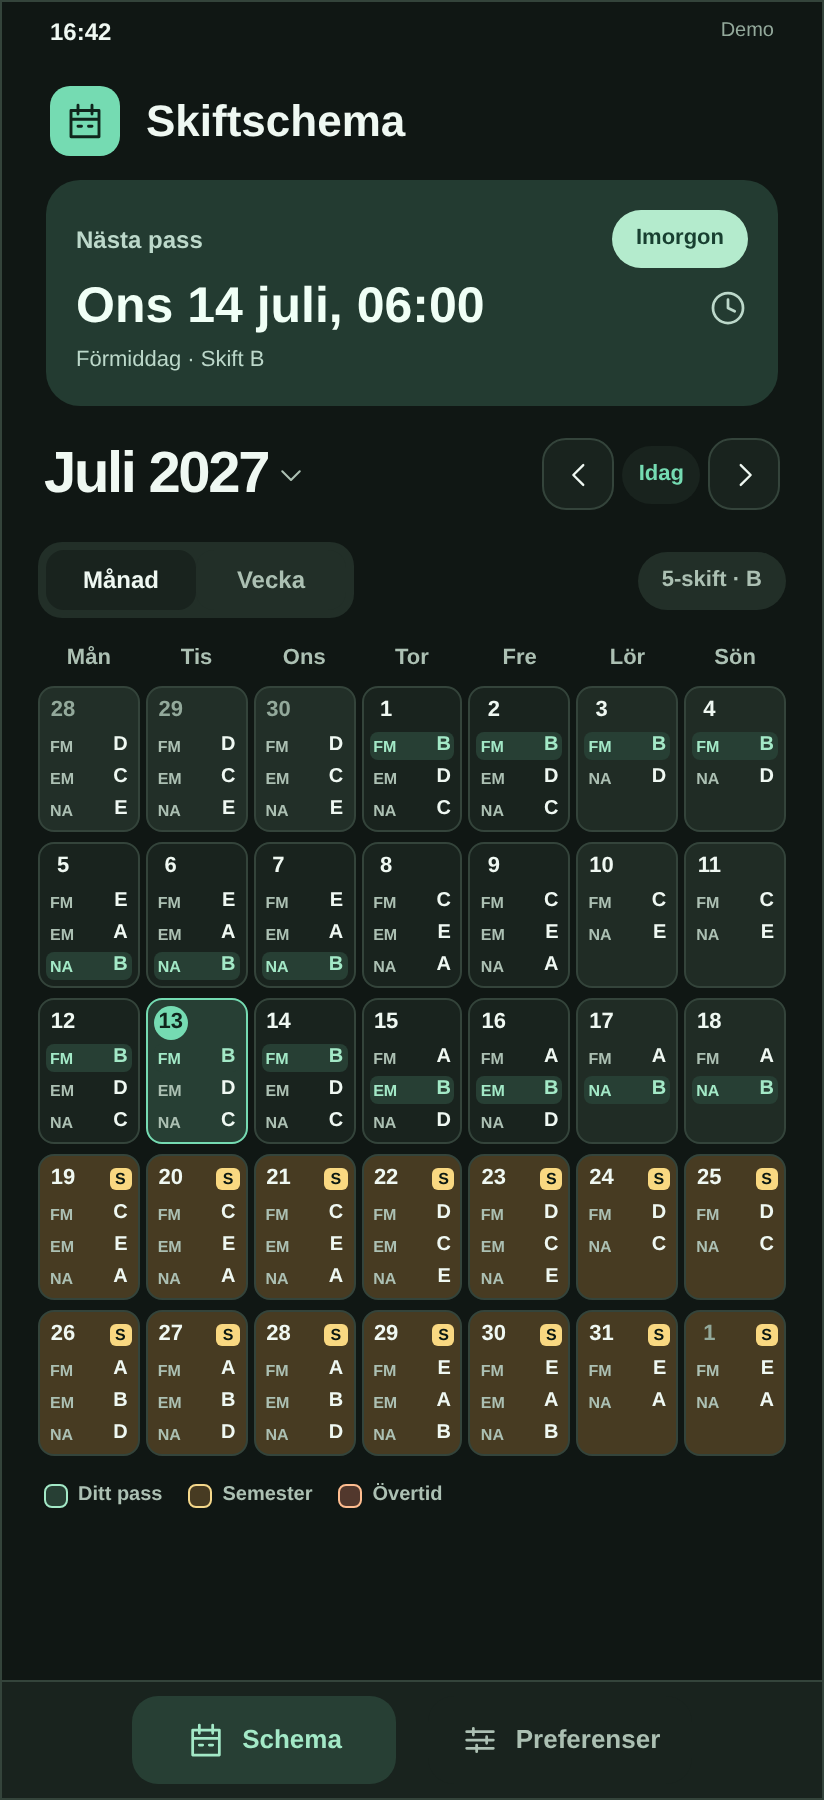 16:42 Demo
Skiftschema
Nästa pass Imorgon
Ons 14 juli, 06:00
Förmiddag · Skift B
Juli 2027 Idag
Månad Vecka 5-skift · B
Mån Tis Ons Tor Fre Lör Sön
28 29 30 1 2 3 4
FM D FM D FM D FM B FM B FM B FM B
EM C EM C EM C EM D EM D NA D NA D
NA E NA E NA E NA C NA C
5 6 7 8 9 10 11
FM E FM E FM E FM C FM C FM C FM C
EM A EM A EM A EM E EM E NA E NA E
NA B NA B NA B NA A NA A
12 13 14 15 16 17 18
FM B FM B FM B FM A FM A FM A FM A
EM D EM D EM D EM B EM B NA B NA B
NA C NA C NA C NA D NA D
19 S 20 S 21 S 22 S 23 S 24 S 25 S
FM C FM C FM C FM D FM D FM D FM D
EM E EM E EM E EM C EM C NA C NA C
NA A NA A NA A NA E NA E
26 S 27 S 28 S 29 S 30 S 31 S 1 S
FM A FM A FM A FM E FM E FM E FM E
EM B EM B EM B EM A EM A NA A NA A
NA D NA D NA D NA B NA B
Ditt pass Semester Övertid
Schema Preferenser